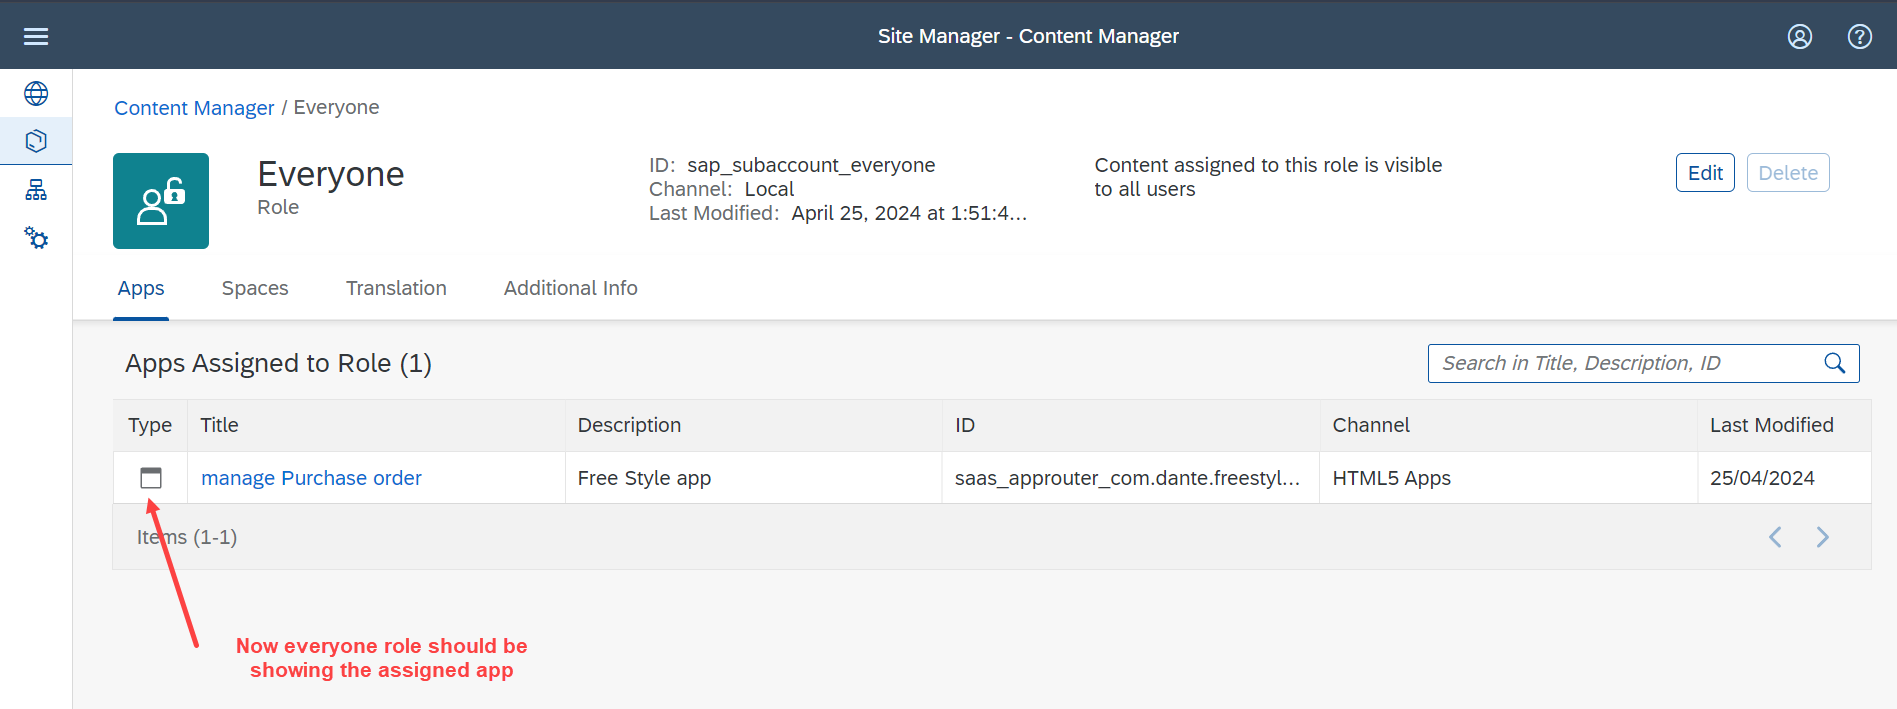 Site Manager - Content Manager
Content Manager / Everyone
Everyone
Role
ID: sap_subaccount_everyone
Channel: Local
Last Modified: April 25, 2024 at 1:51:4...
Content assigned to this role is visible
to all users
Edit
Delete
Apps
Spaces
Translation
Additional Info
Apps Assigned to Role (1)
Search in Title, Description, ID
Type
Title
Description
ID
Channel
Last Modified
manage Purchase order
Free Style app
saas_approuter_com.dante.freestyl...
HTML5 Apps
25/04/2024
Items (1-1)
Now everyone role should be
showing the assigned app